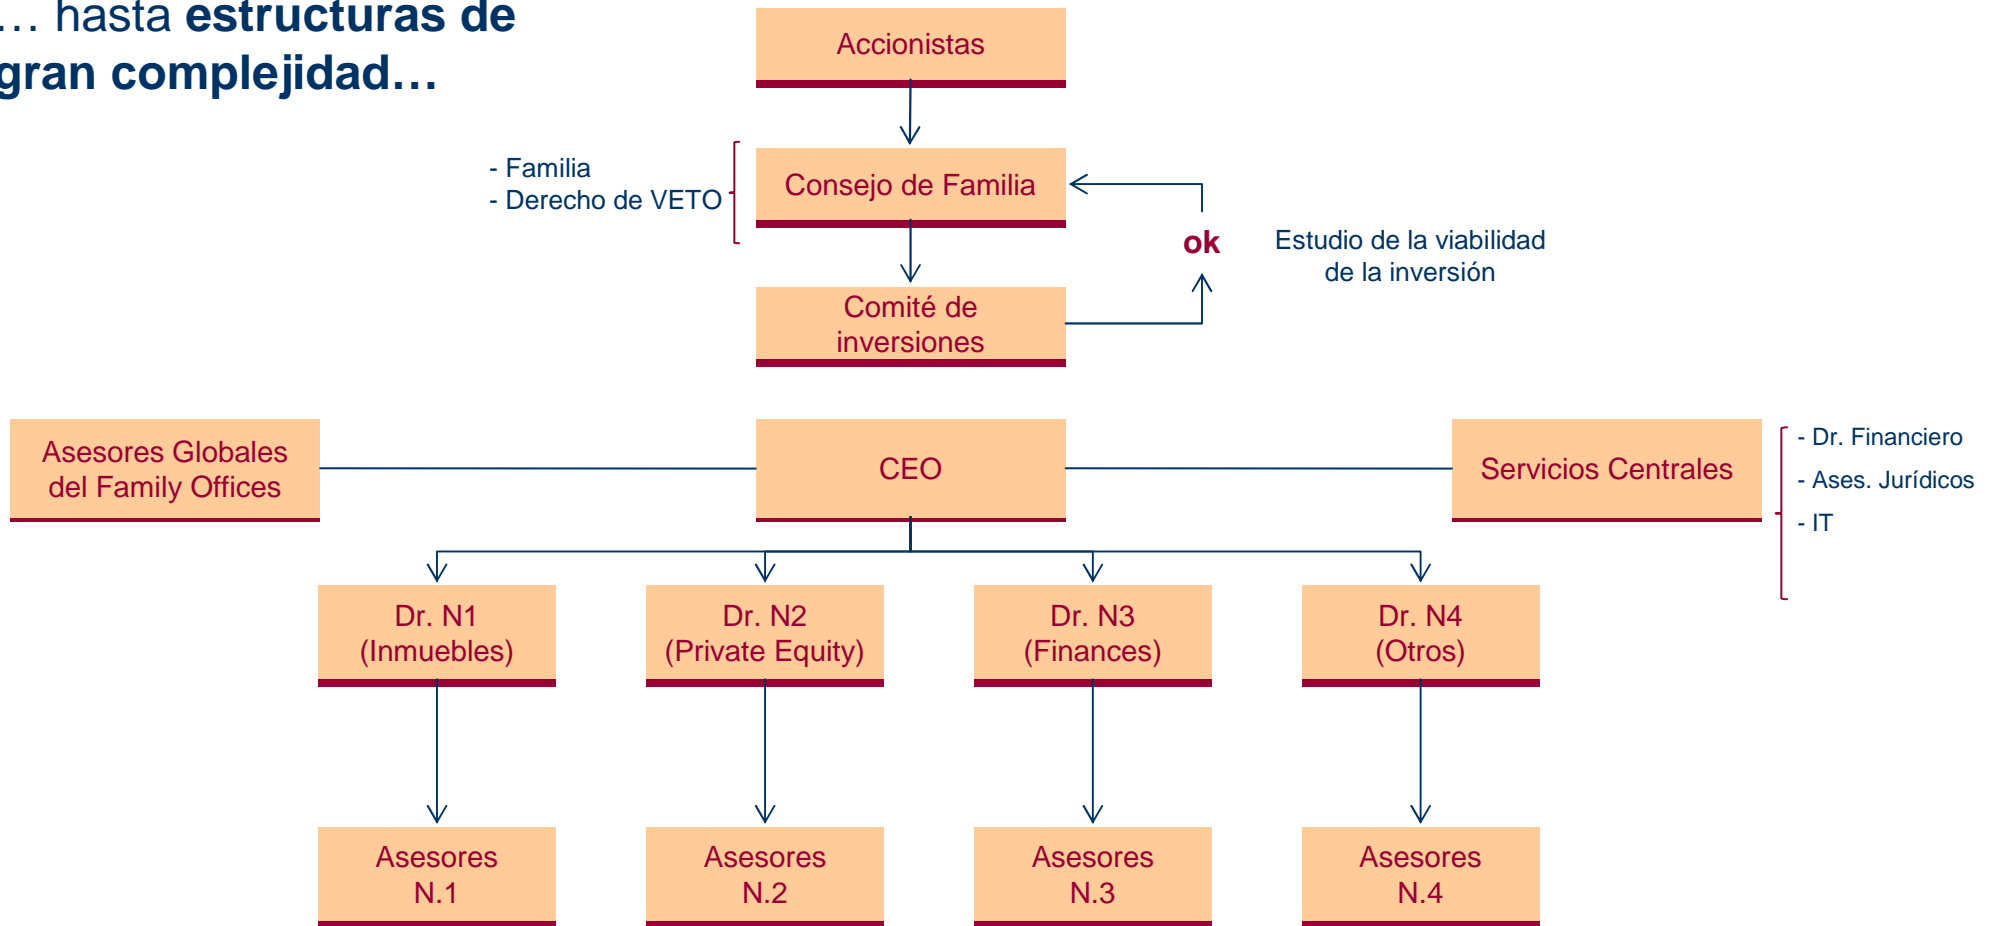 … hasta estructuras de
gran complejidad…
Accionistas
- Familia
- Derecho de VETO
Consejo de Familia
ok
Estudio de la viabilidad
de la inversión
Comité de
inversiones
Asesores Globales
del Family Offices
CEO
Servicios Centrales
- Dr. Financiero
- Ases. Jurídicos
- IT
Dr. N1
(Inmuebles)
Dr. N2
(Private Equity)
Dr. N3
(Finances)
Dr. N4
(Otros)
Asesores
N.1
Asesores
N.2
Asesores
N.3
Asesores
N.4